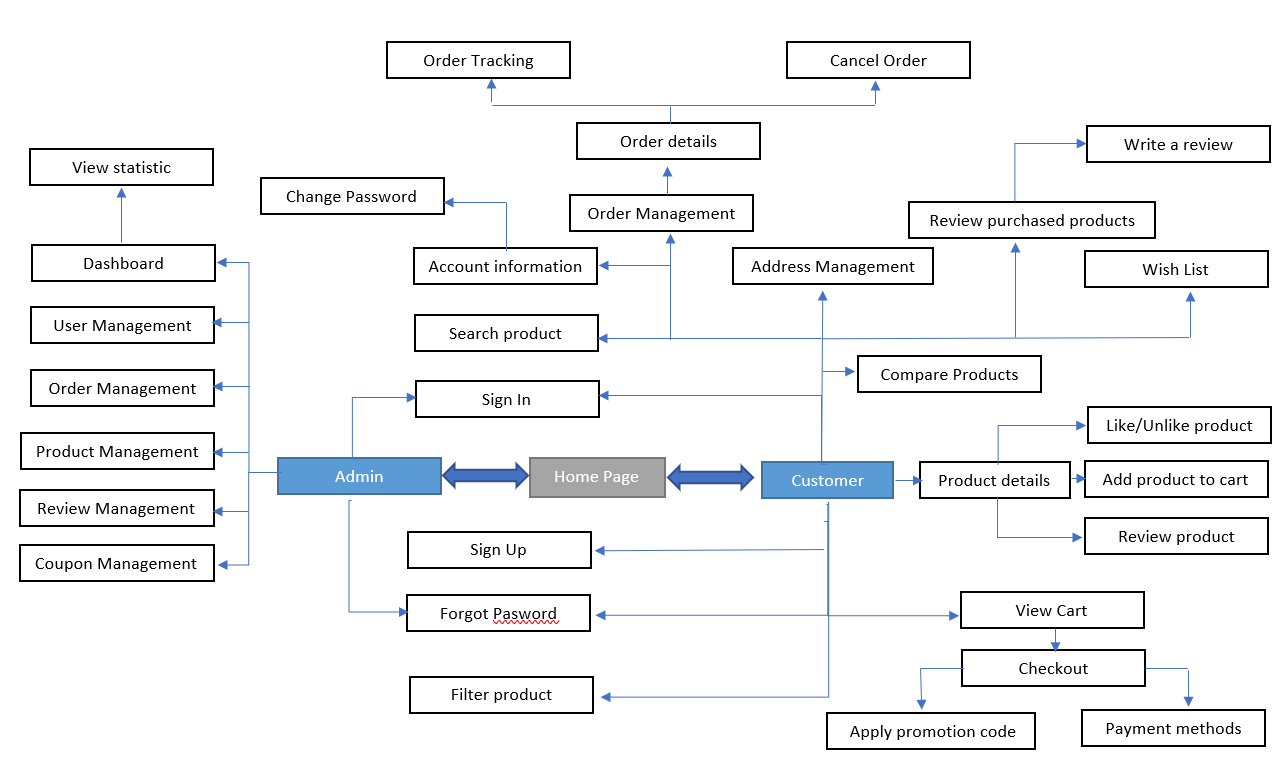 Order Tracking
Cancel Order
Order details
Write a review
View statistic
Change Password
Order Management
Review purchased products
Dashboard
Account information
Address Management
Wish List
User Management
Search product
Order Management
Sign In
Compare Products
Like/Unlike product
Product Management
Admin
Home Page
Customer
Product details
Add product to cart
Review Management
Sign Up
Review product
Coupon Management
Forgot Pasword
View Cart
Checkout
Filter product
Apply promotion code
Payment methods